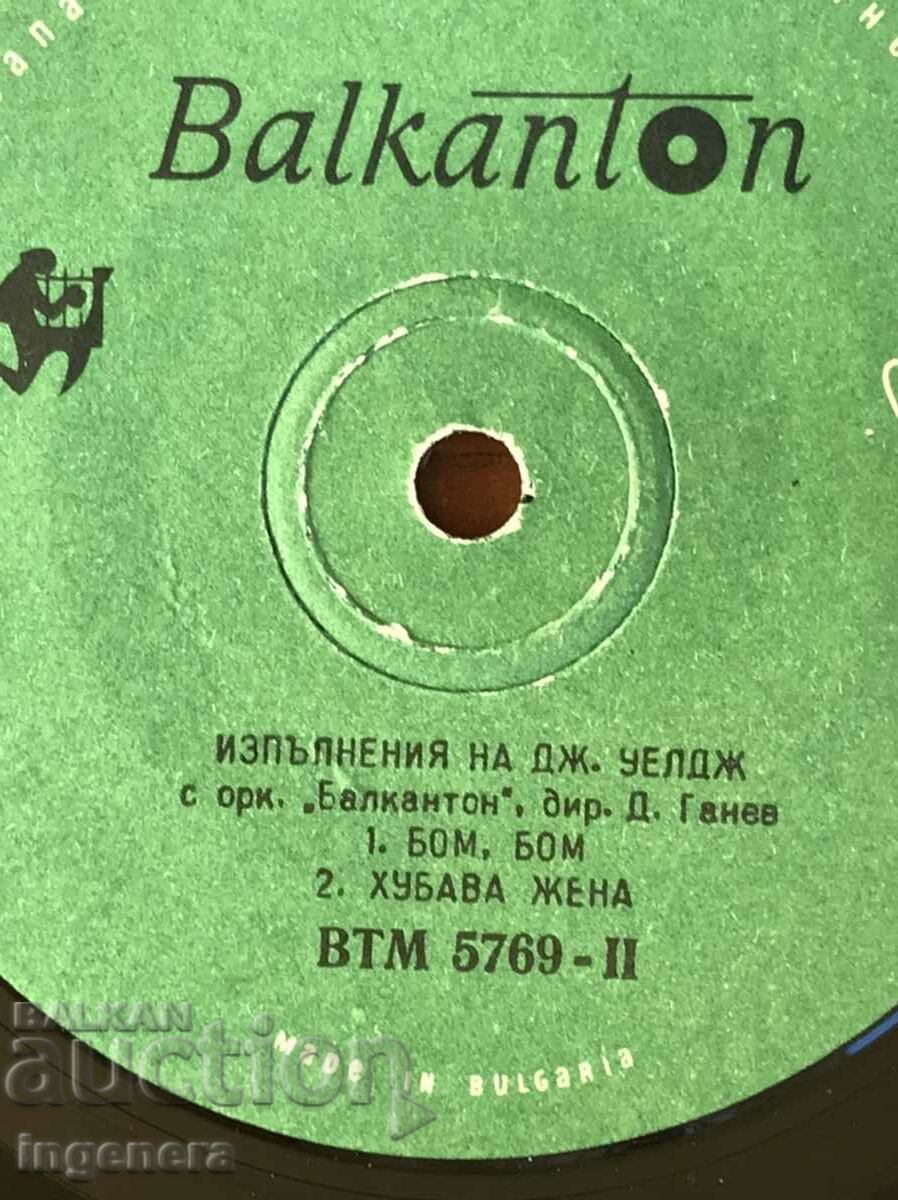 Balkanton
ИЗПЪЛНЕНИЯ НА ДЖ. УЕЛДЖ
с орк. „Балкантон", дир. Д. Ганев
1. БОМ, БОМ
2. ХУБАВА ЖЕНА
ВТМ 5769 - II
MADE IN BULGARIA
BALKAN
auction
ingenera